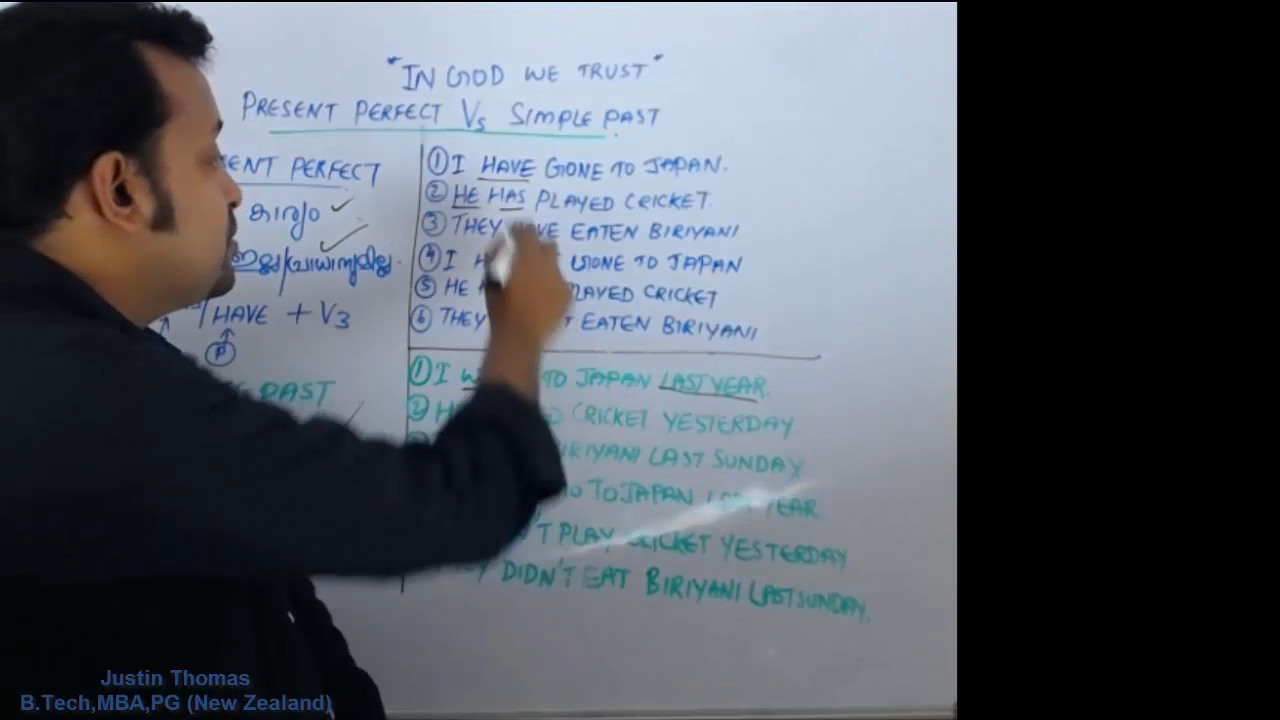 "IN GOD WE TRUST"
PRESENT PERFECT Vs SIMPLE PAST
PERFECT
കാര്യം
/HAVE + V3
P
PAST
① I HAVE GONE TO JAPAN.
② HE HAS PLAYED CRICKET.
③ THEY HAVE EATEN BIRIYANI
④ I GONE TO JAPAN
⑤ HE PLAYED CRICKET
⑥ THEY EATEN BIRIYANI
① I TO JAPAN LAST YEAR.
② CRICKET YESTERDAY
BIRIYANI LAST SUNDAY
TO JAPAN LAST YEAR
PLAY CRICKET YESTERDAY
DIDN'T EAT BIRIYANI LAST SUNDAY.
Justin Thomas
B.Tech,MBA,PG (New Zealand)